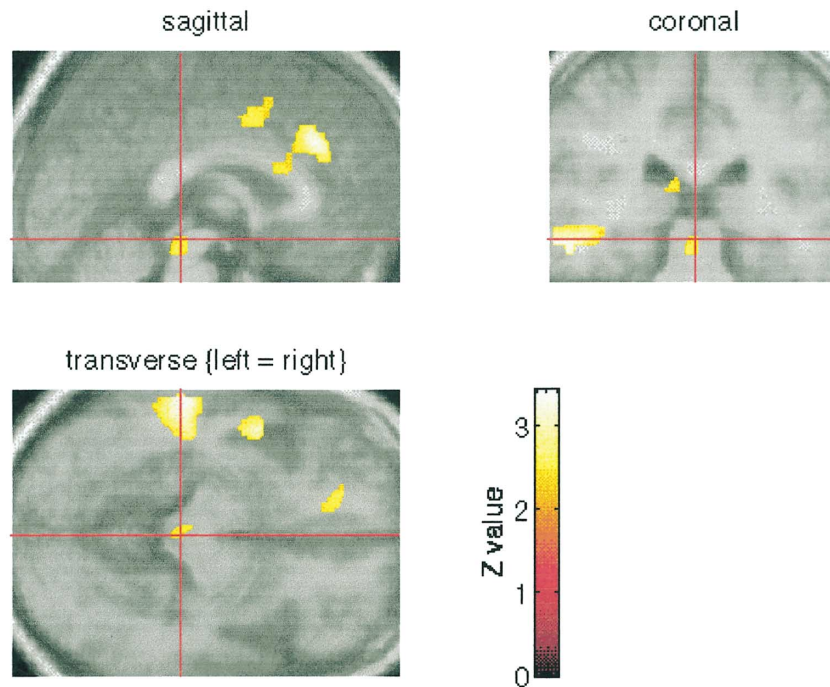 sagittal
coronal
transverse {left = right}
3
2
1
0
Z value